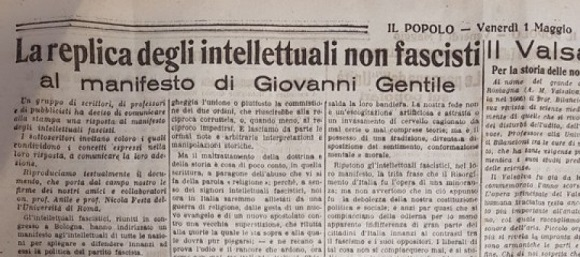 IL POPOLO — Venerdì 1 Maggio
La replica degli intellettuali non fascisti
al manifesto di Giovanni Gentile
Un gruppo di scrittori, di professori
e di pubblicisti ha deciso di comunicare
alla stampa una risposta al manifesto
degli intellettuali fascisti.
I sottoscritti invitano coloro i quali
condividono i concetti espressi nella
loro risposta, a comunicare la loro ade-
sione.
Riproduciamo testualmente il docu-
mento, che porta dal campo nostro le
firme dei nostri amici e collaboratori
on. prof. Anile e prof. Nicola Festa del-
l'Università di Roma.
Gl'intellettuali fascisti, riuniti in con-
gresso a Bologna, hanno indirizzato un
manifesto agl'intellettuali di tutte le nazio-
ni per spiegare e difendere innanzi ad
essi la politica del partito fascista.
gheggia l'unione o piuttosto la commistio-
ne dei due ordini, che riuscirebbe alla re-
ciproca corruttela, e, quando meno, al re-
ciproco impedirsi. E lasciamo da parte le
ormai note e arbitrarie interpretazioni e
manipolazioni storiche.
Ma il maltrattamento della dottrina e
della storia è cosa di poco conto, in quella
scrittura, a paragone dell'abuso che vi si
fa della parola « religione »; perchè, a sen-
so dei signori intellettuali fascisti, noi
ora in Italia saremmo allietati da una
guerra di religione, dalle gesta di un nuo-
vo evangelo e di un nuovo apostolato con-
tro una vecchia superstizione, che rilutta
alla morte la quale le sta sopra e alla qua-
le dovrà pur piegarsi; — e ne recano a
prova l'odio e il rancore che ardono, ora
salda la loro bandiera. La nostra fede non
è un'escogitazione artificiosa e astratta o
un invasamento di cervello cagionato da
mal certe o mal comprese teorie; ma è il
possesso di una tradizione, diventata di-
sposizione del sentimento, conformazione
mentale e morale.
Ripetono gl'intellettuali fascisti, nel lo-
ro manifesto, la trita frase che il Risorgi-
mento d'Italia fu l'opera di una minoran-
za; ma non avvertono che in ciò appunto
fu la debolezza della nostra costituzione
politica e sociale; e anzi par quasi che si
compiacciano della odierna per lo meno
apparente indifferenza di gran parte dei
cittadini d'Italia innanzi ai contrasti tra
il fascismo e i suoi oppositori. I liberali di
tal cosa non si compiacquero mai, e si stu-
Il Valsa
Per la storia delle no